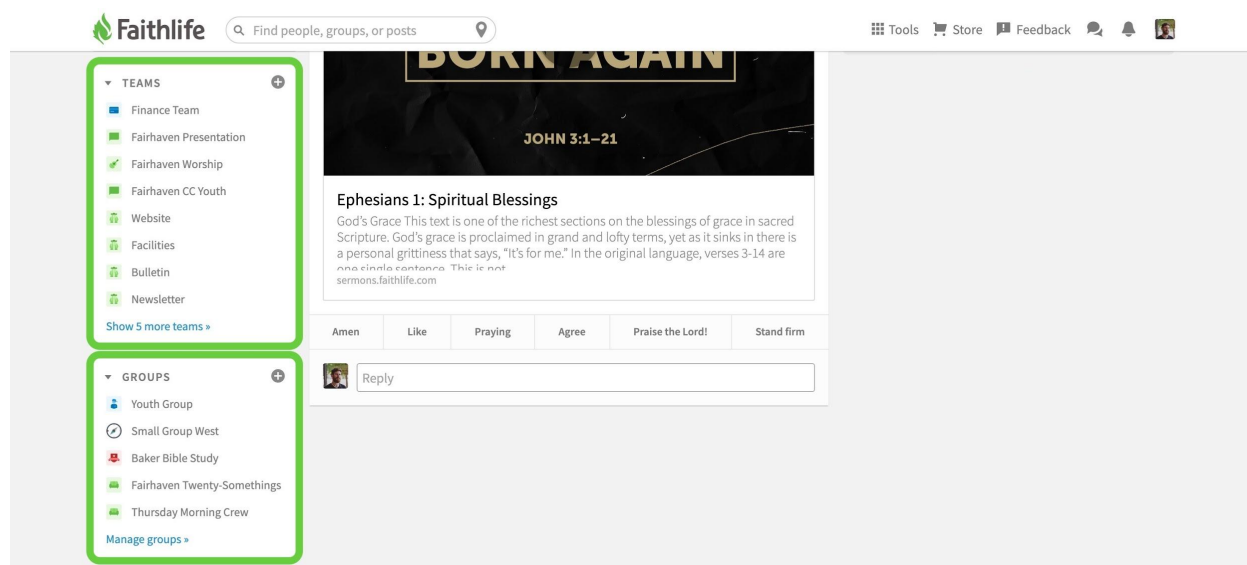 Faithlife
Find people, groups, or posts
Tools
Store
Feedback
TEAMS
Finance Team
Fairhaven Presentation
Fairhaven Worship
Fairhaven CC Youth
Website
Facilities
Bulletin
Newsletter
Show 5 more teams »
GROUPS
Youth Group
Small Group West
Baker Bible Study
Fairhaven Twenty-Somethings
Thursday Morning Crew
Manage groups »
BORN AGAIN
JOHN 3:1–21
Ephesians 1: Spiritual Blessings
God's Grace This text is one of the richest sections on the blessings of grace in sacred
Scripture. God's grace is proclaimed in grand and lofty terms, yet as it sinks in there is
a personal grittiness that says, “It's for me.” In the original language, verses 3-14 are
one single sentence. This is not
sermons.faithlife.com
Amen
Like
Praying
Agree
Praise the Lord!
Stand firm
Reply